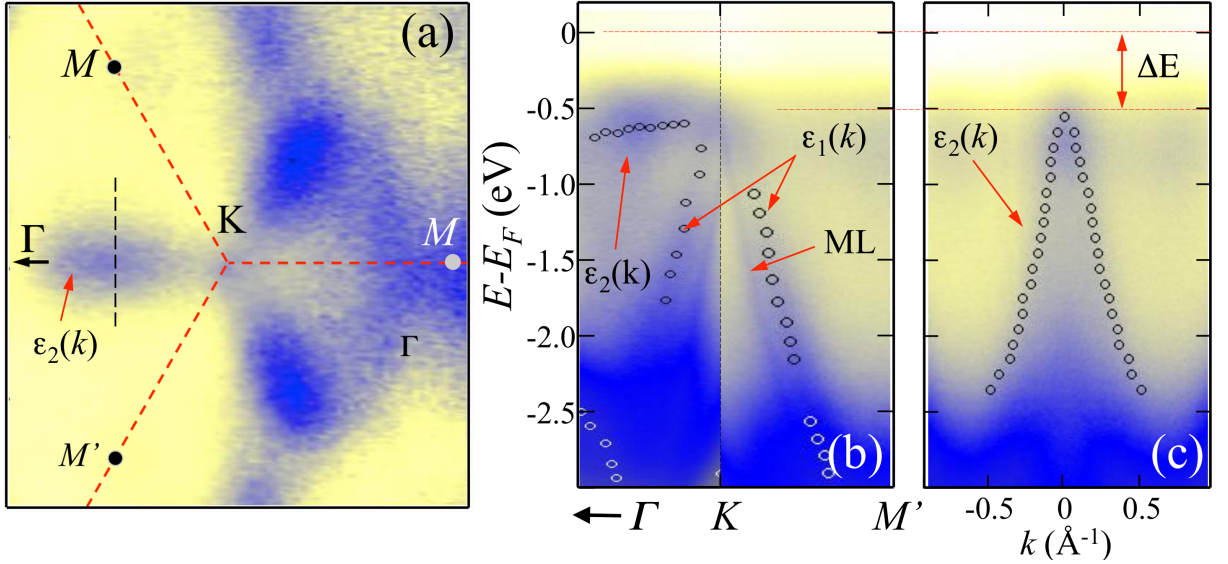 (a)
M
K
Γ
M
ε2(k)
Γ
M'
E-EF (eV)
0
-0.5
-1.0
-1.5
-2.0
-2.5
ε1(k)
ε2(k)
ML
(b)
Γ K M'
ΔE
ε2(k)
(c)
-0.5 0 0.5
k (Å-1)